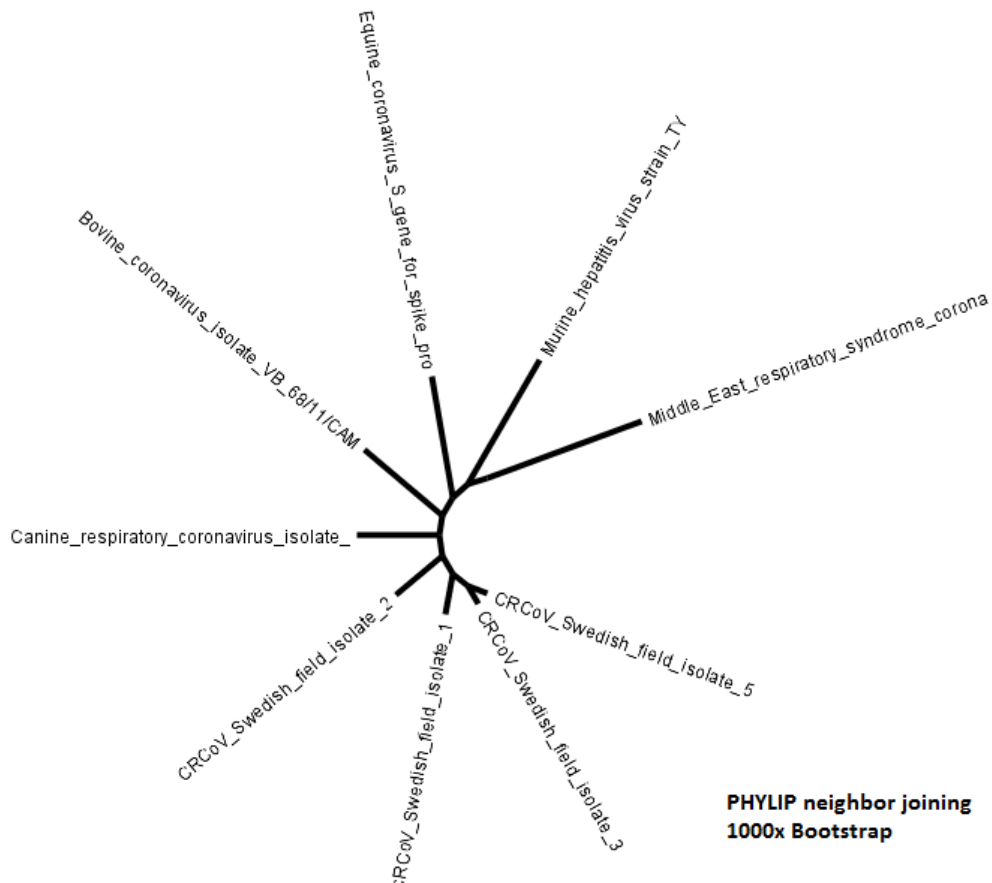 Equine_coronavirus_S_gene_for_spike_pro
Murine_hepatitis_virus_strain_TY
Bovine_coronavirus_isolate_VB_68/11/CAM
Middle_East_respiratory_syndrome_corona
Canine_respiratory_coronavirus_isolate_
CRCoV_Swedish_field_isolate_5
CRCoV_Swedish_field_isolate_2
CRCoV_Swedish_field_isolate_1
CRCoV_Swedish_field_isolate_3
PHYLIP neighbor joining
1000x Bootstrap